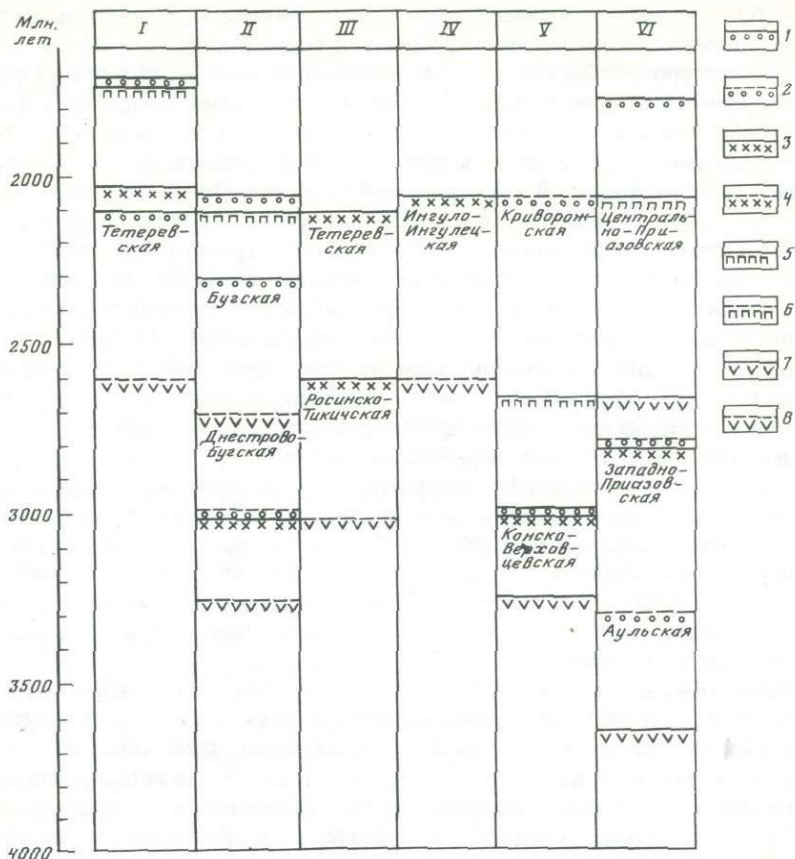 Млн.
лет
I II III IV V VI
2000
2500
3000
3500
4000
Тетерев-
ская
Бугская
Днестрово-
Бугская
Тетерев-
ская
Росинско-
Тикичская
Ингуло-
Ингулец-
кая
Криворож-
ская
Конско-
Верхов-
цевская
Централь-
но-При-
азовская
Западно-
Приазов-
ская
Аульская
1
2
3
4
5
6
7
8